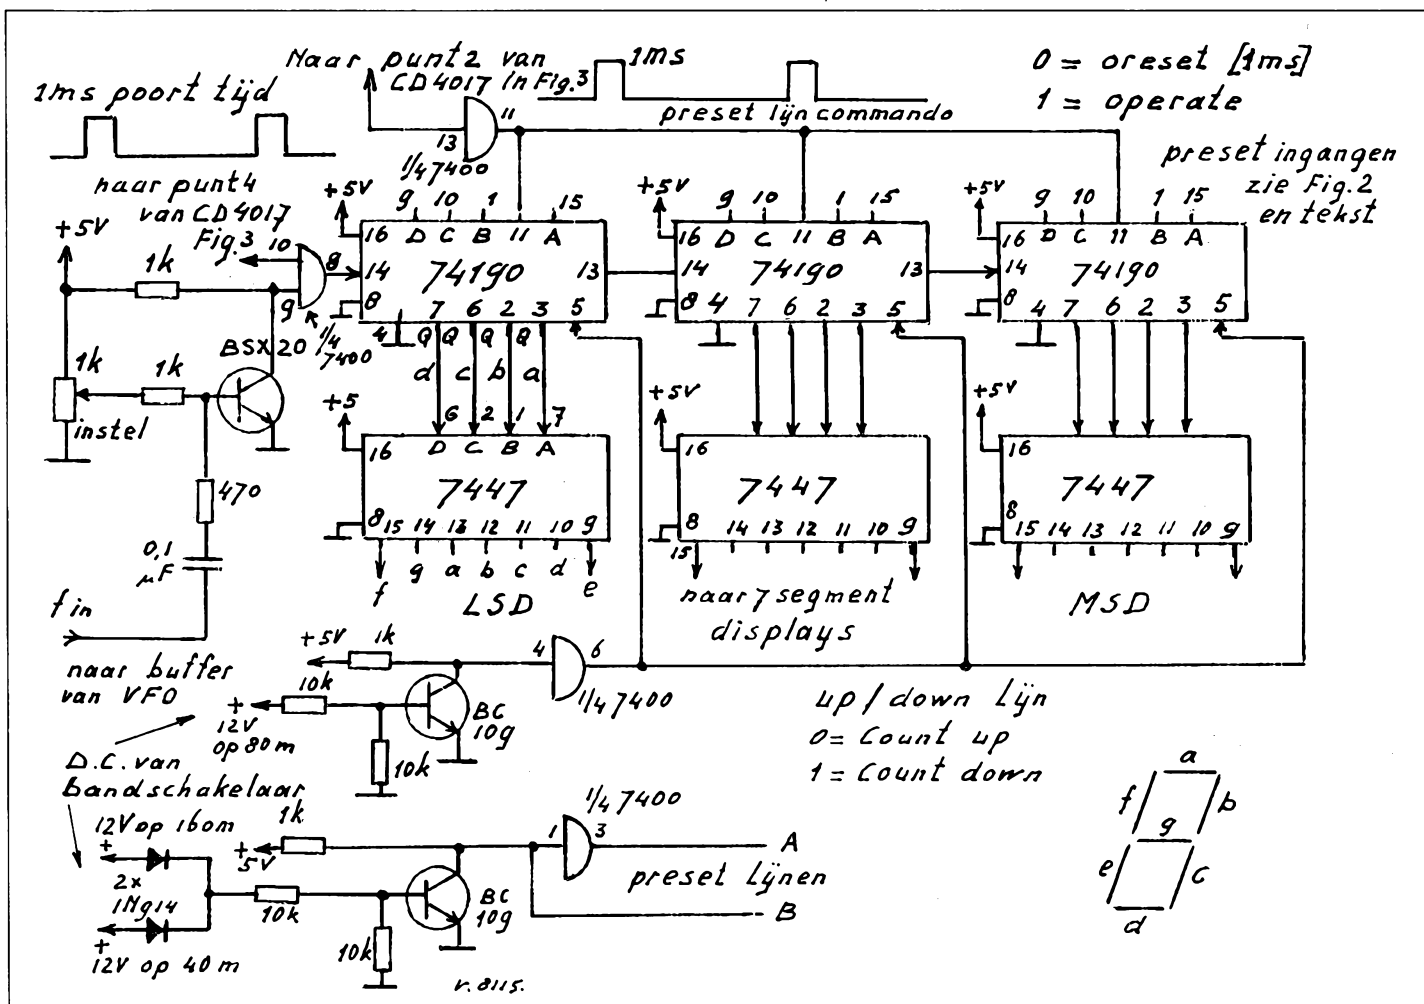 Naar punt 2 van
CD4017 in Fig.3
1ms
0 = oreset [1ms]
1 = operate
1ms poort tijd
preset lijn commando
11
13
1/4 7400
preset ingangen
zie Fig.2
en tekst
naar punt 4
van CD4017
Fig.3
+5V
10
8
9
1/4 7400
1k
BSX20
1k
1k
instel
470
0,1
µF
f in
naar buffer
van VFO
+5V
9 10 1 15
16 D C B 11 A
14 74190 13
8
4 7 6 2 3 5
Q Q Q Q
d c b a
+5V
9 10 1 15
16 D C 11 B A
14 74190 13
8 4 7 6 2 3 5
+5V
9 10 1 15
16 D C 11 B A
14 74190
8
4 7 6 2 3 5
+5
6 2 1 7
16 D C B A
7447
8 15 14 13 12 11 10 9
f g a b c d e
LSD
+5V
16
7447
8
14 13 12 11 10 9
15
naar 7 segment
displays
+5V
16
7447
8
15 14 13 12 11 10 9
MSD
+5V 1k
4 6
1/4 7400
10k
+
12V
op 80m
BC
109
10k
up/down lijn
0 = Count up
1 = Count down
D.C. van
bandschakelaar
12V op 160m
+
2x
1N914
+
12V op 40m
1k
+
5V
10k
BC
109
10k
1/4 7400
1 3
A
preset lijnen
B
v. 8115.
a
f b
g
e c
d